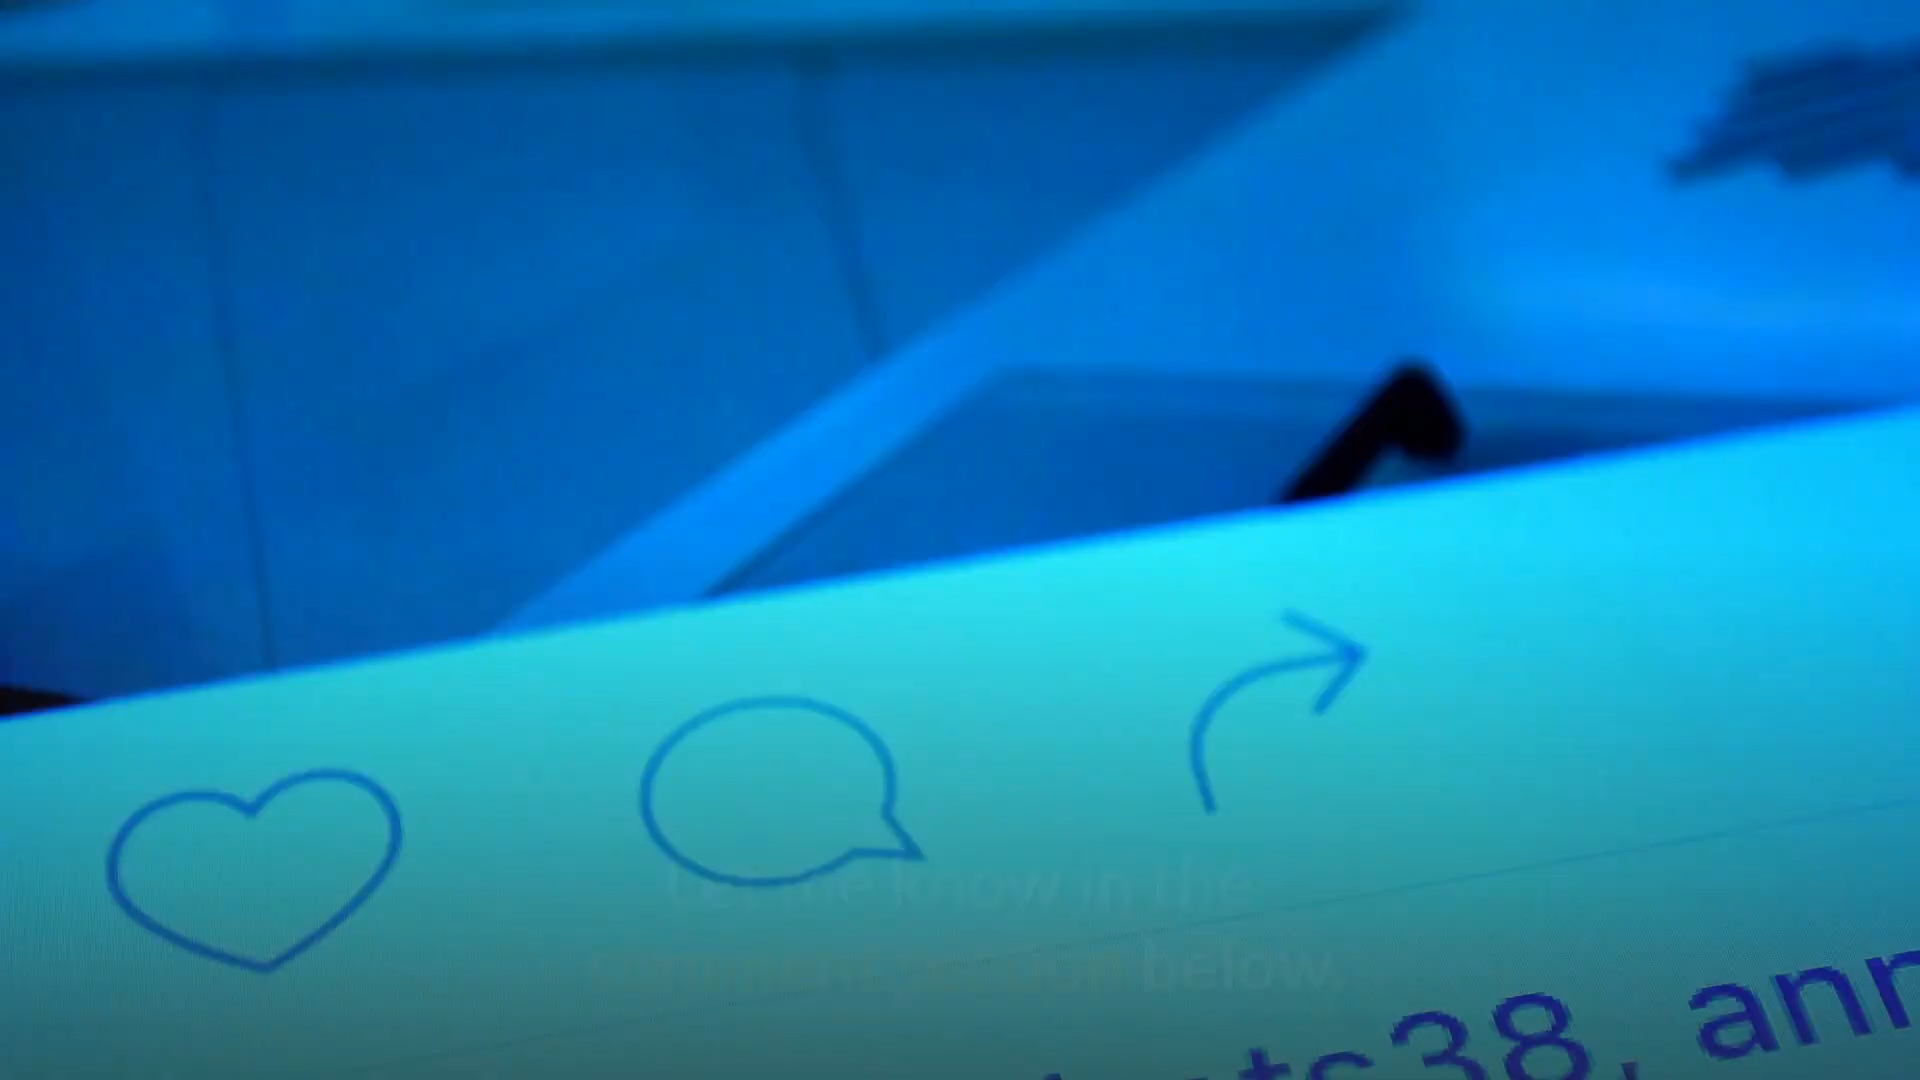 Let me know in the
comment section below.
ts38, ann